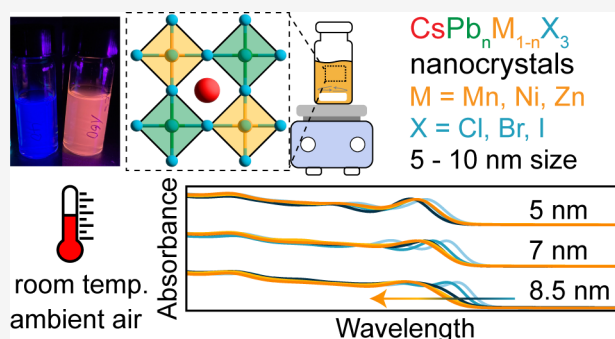 CsPbₙM₁₋ₙX₃
nanocrystals
M = Mn, Ni, Zn
X = Cl, Br, I
5 - 10 nm size
room temp.
ambient air
Absorbance
5 nm
7 nm
8.5 nm
Wavelength